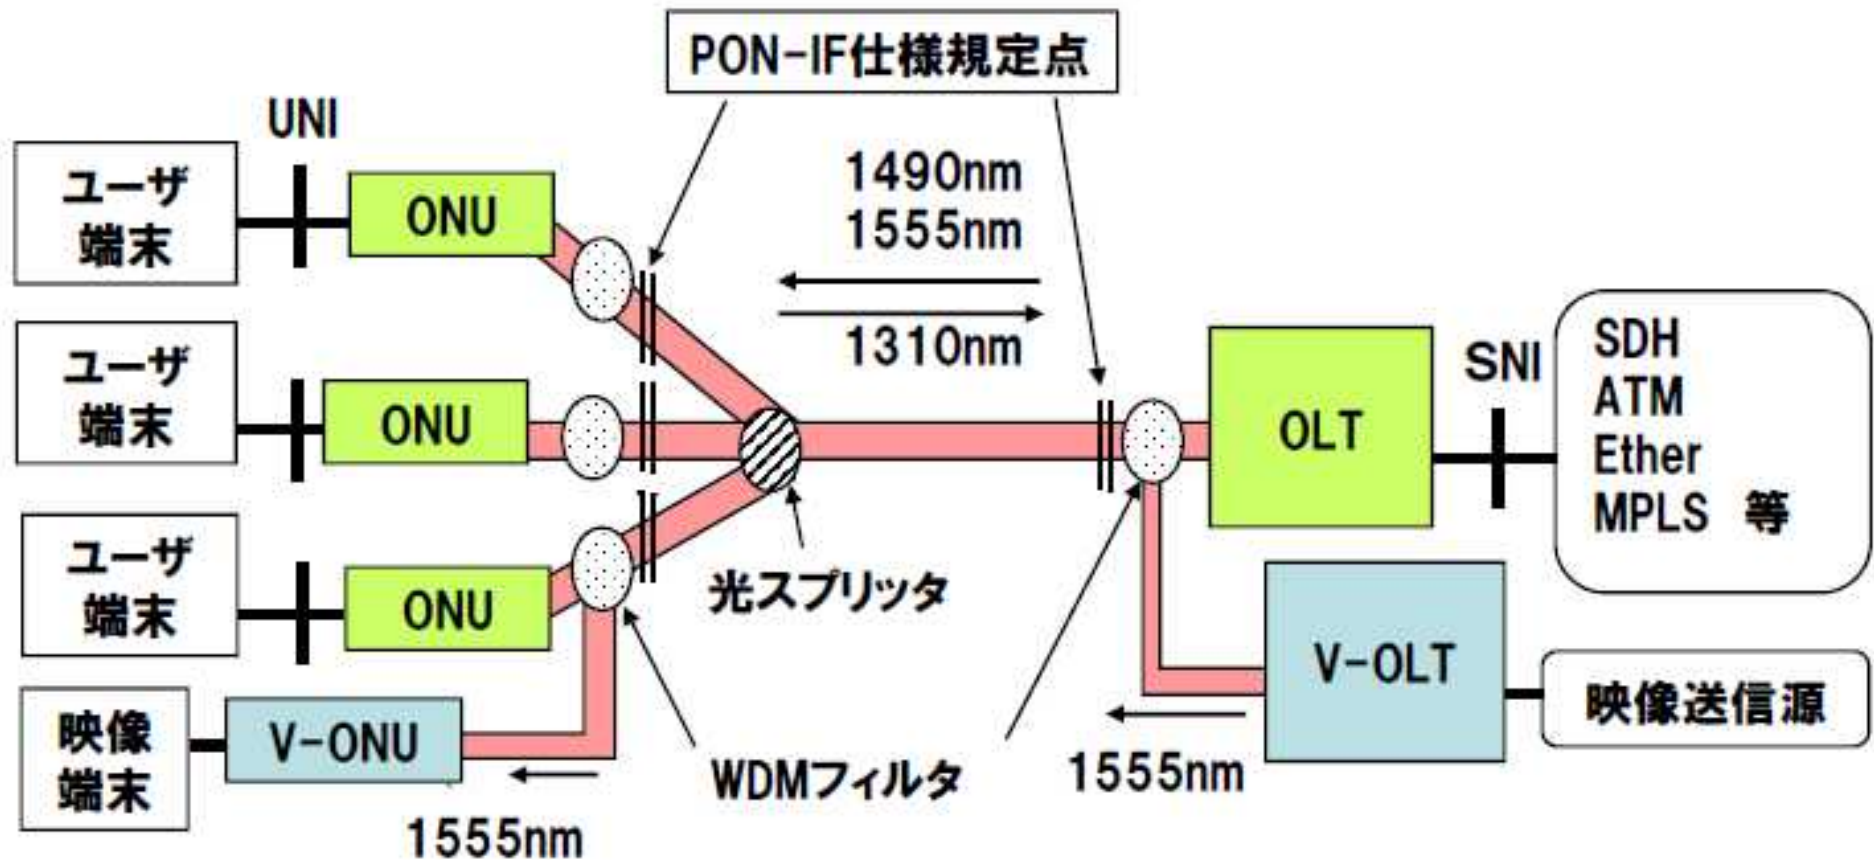 PON-IF仕様規定点
UNI
ユーザ
端末
ONU
1490nm
1555nm
1310nm
ユーザ
端末
ONU
OLT
SNI
SDH
ATM
Ether
MPLS 等
ユーザ
端末
ONU
光スプリッタ
V-OLT
映像送信源
映像
端末
V-ONU
WDMフィルタ
1555nm
1555nm